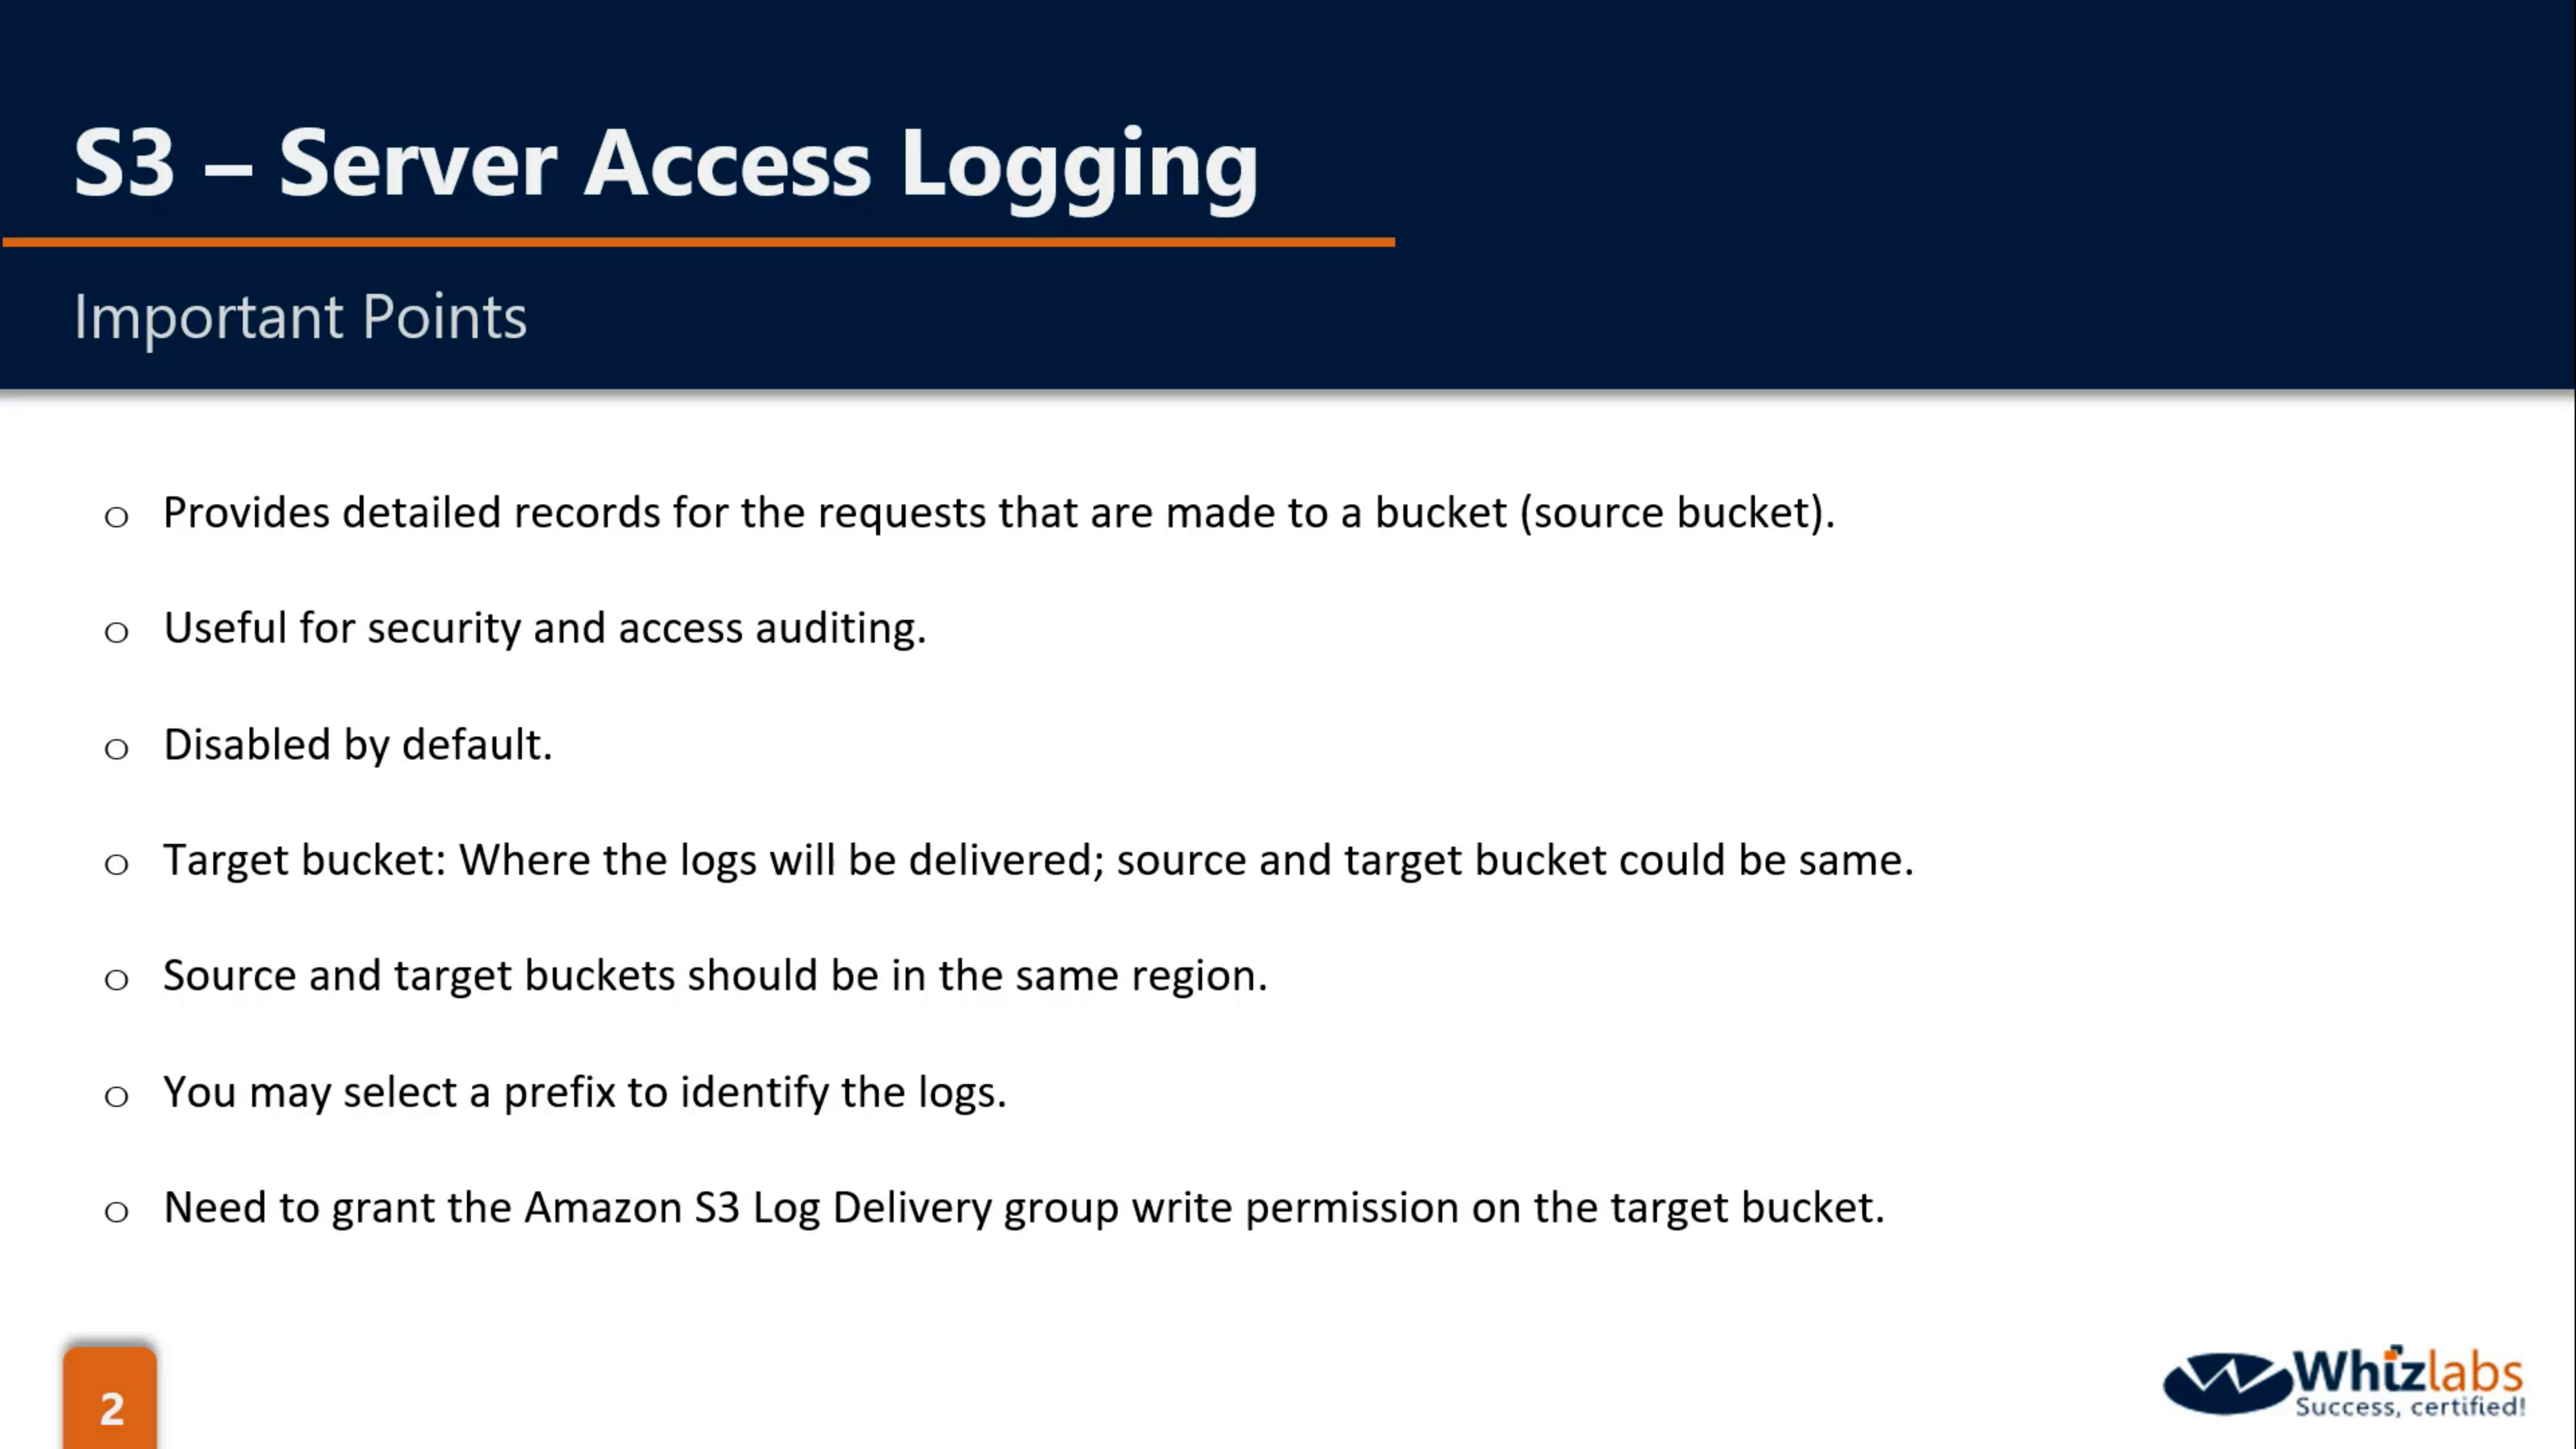 S3 – Server Access Logging
Important Points
o Provides detailed records for the requests that are made to a bucket (source bucket).
o Useful for security and access auditing.
o Disabled by default.
o Target bucket: Where the logs will be delivered; source and target bucket could be same.
o Source and target buckets should be in the same region.
o You may select a prefix to identify the logs.
o Need to grant the Amazon S3 Log Delivery group write permission on the target bucket.
2
Whizlabs
Success, certified!